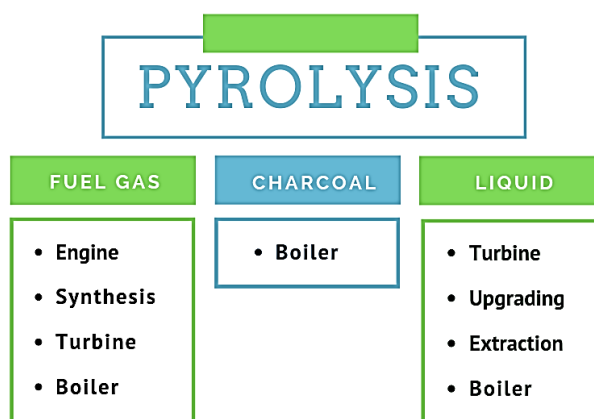 PYROLYSIS
FUEL GAS
• Engine
• Synthesis
• Turbine
• Boiler
CHARCOAL
• Boiler
LIQUID
• Turbine
• Upgrading
• Extraction
• Boiler